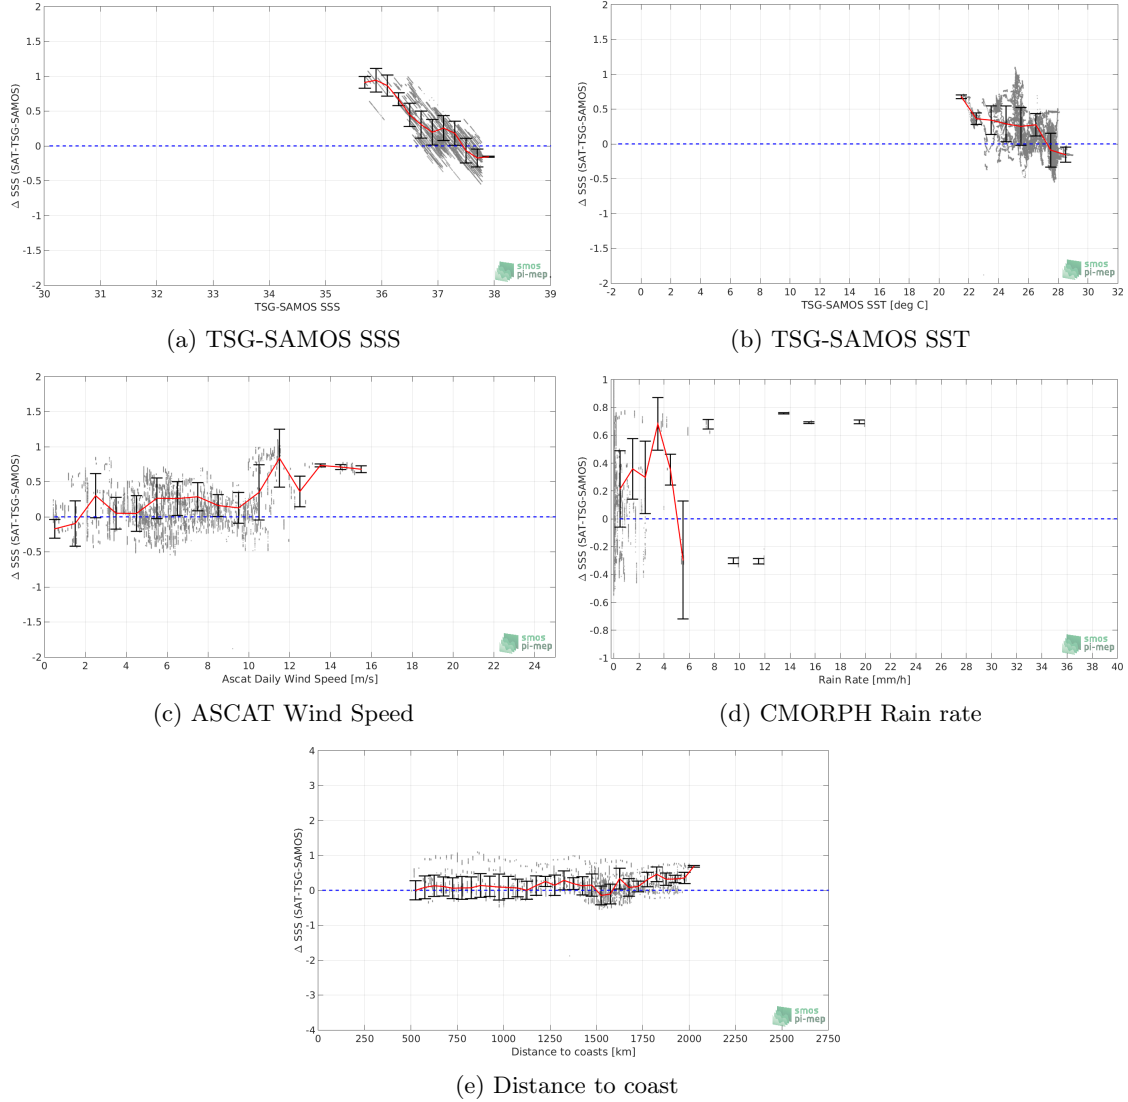 2
1.5
1
0.5
0
-0.5
-1
-1.5
-2
Δ SSS (SAT-TSG-SAMOS)
30 31 32 33 34 35 36 37 38 39
TSG-SAMOS SSS
smos
pi-mep
(a) TSG-SAMOS SSS
2
1.5
1
0.5
0
-0.5
-1
-1.5
-2
Δ SSS (SAT-TSG-SAMOS)
-2 0 2 4 6 8 10 12 14 16 18 20 22 24 26 28 30 32
TSG-SAMOS SST [deg C]
smos
pi-mep
(b) TSG-SAMOS SST
2
1.5
1
0.5
0
-0.5
-1
-1.5
-2
Δ SSS (SAT-TSG-SAMOS)
0 2 4 6 8 10 12 14 16 18 20 22 24
Ascat Daily Wind Speed [m/s]
smos
pi-mep
(c) ASCAT Wind Speed
1
0.8
0.6
0.4
0.2
0
-0.2
-0.4
-0.6
-0.8
-1
Δ SSS (SAT-TSG-SAMOS)
0 2 4 6 8 10 12 14 16 18 20 22 24 26 28 30 32 34 36 38 40
Rain Rate [mm/h]
smos
pi-mep
(d) CMORPH Rain rate
4
3
2
1
0
-1
-2
-3
-4
Δ SSS (SAT-TSG-SAMOS)
0 250 500 750 1000 1250 1500 1750 2000 2250 2500 2750
Distance to coasts [km]
smos
pi-mep
(e) Distance to coast